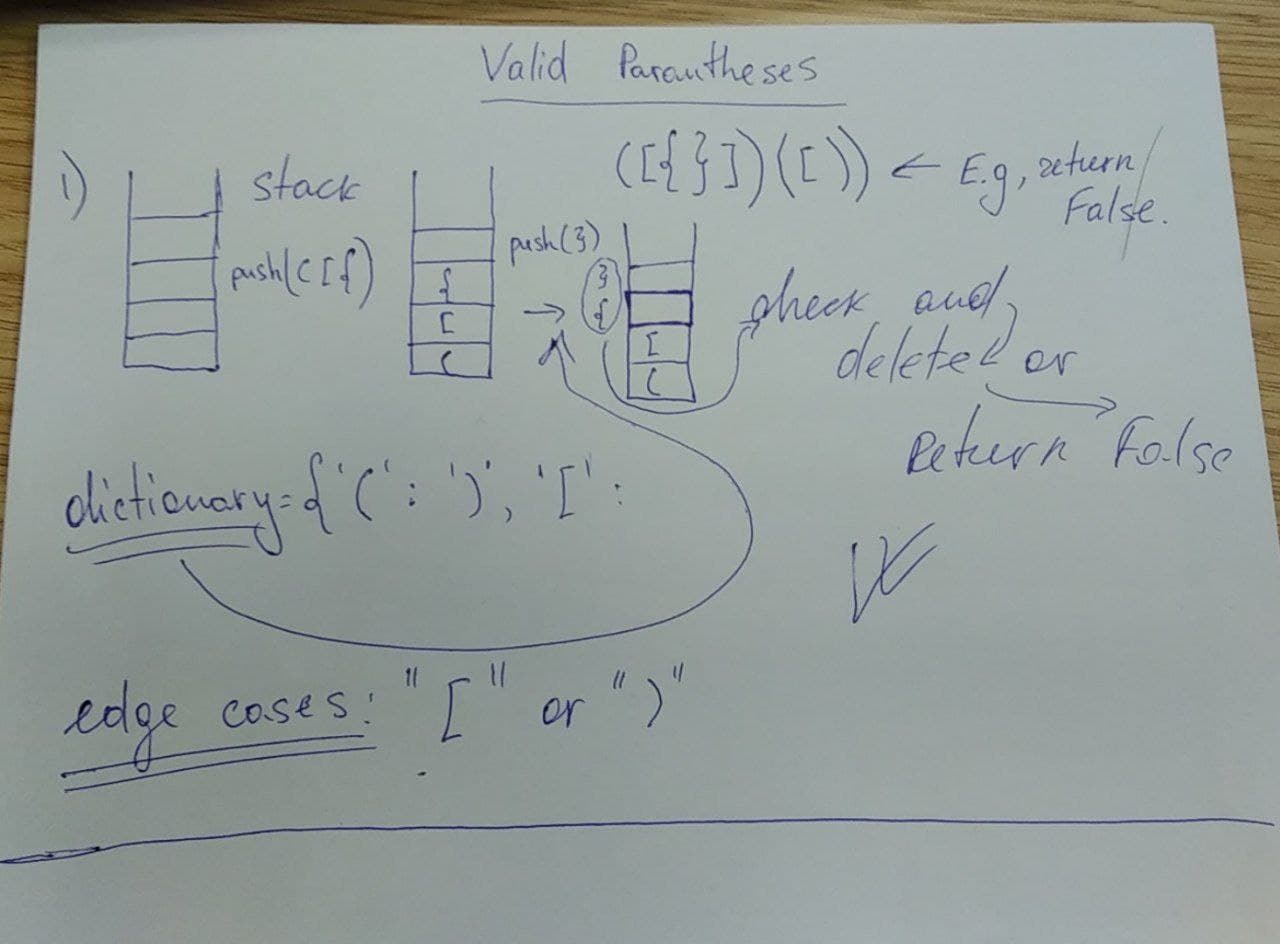 Valid Parantheses
([{}])([)) ← E.g, return False.
1)
stack
push(([{)
{
[
(
push(})
→
}
{
[
(
check and delete or
Return False
dictionary={'(' : ')', '[' :
edge cases: "[" or ")"